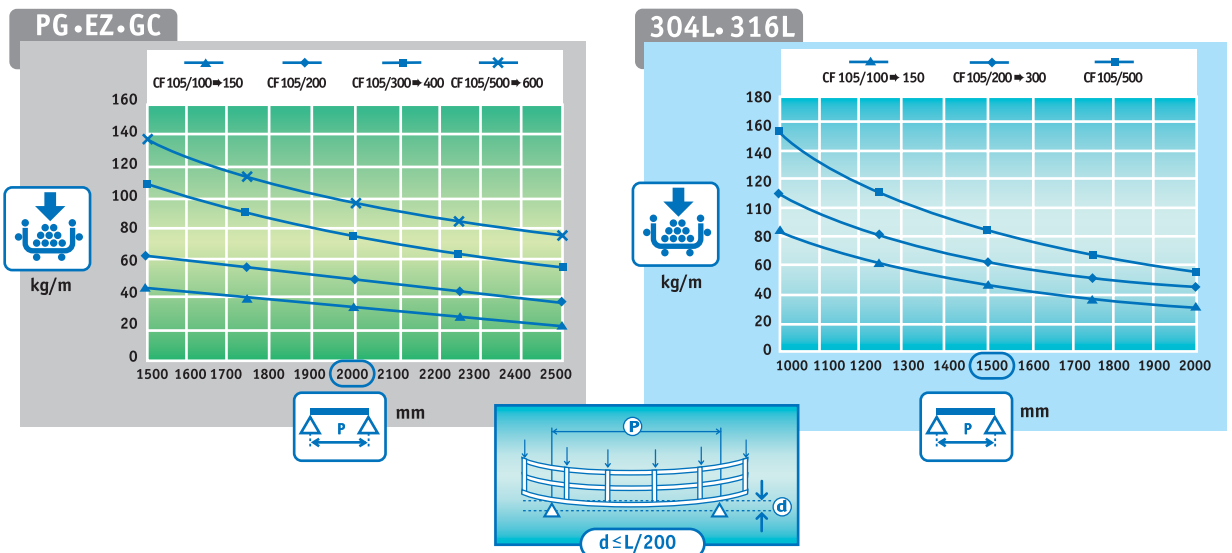 PG•EZ•GC
CF 105/100➡150 CF 105/200 CF 105/300➡400 CF 105/500➡600
160
140
120
100
80
60
40
20
0
1500 1600 1700 1800 1900 2000 2100 2200 2300 2400 2500
kg/m
P
mm
304L•316L
CF 105/100➡150 CF 105/200➡300 CF 105/500
180
160
140
120
110
80
60
40
20
0
1000 1100 1200 1300 1400 1500 1600 1700 1800 1900 2000
kg/m
P
mm
P
d
d≤L/200